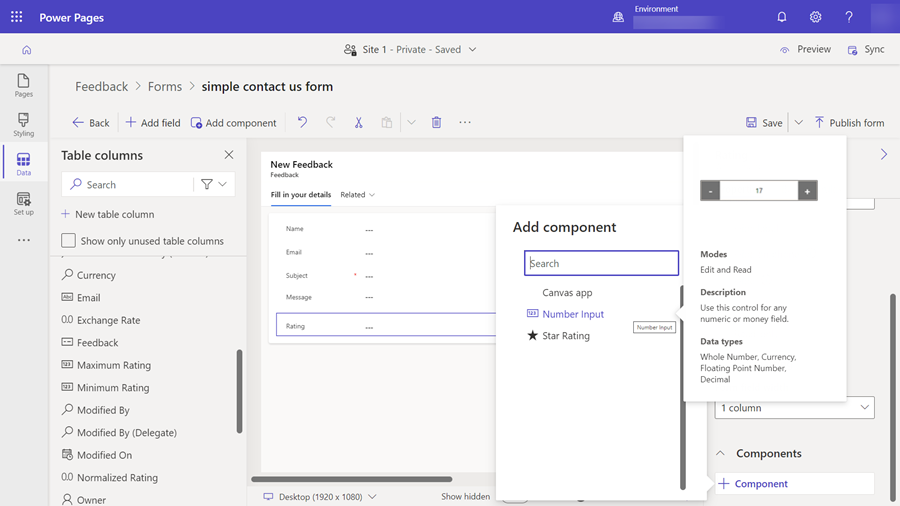 Power Pages
Environment
Site 1 - Private - Saved
Preview
Sync
Pages
Styling
Data
Set up
Feedback > Forms > simple contact us form
Back
Add field
Add component
Save
Publish form
Table columns
Search
New table column
Show only unused table columns
Currency
Email
Exchange Rate
Feedback
Maximum Rating
Minimum Rating
Modified By
Modified By (Delegate)
Modified On
Normalized Rating
Owner
New Feedback
Feedback
Fill in your details
Related
Name ---
Email ---
Subject * ---
Message ---
Rating ---
Desktop (1920 x 1080)
Show hidden
Add component
Search
Canvas app
Number Input
Star Rating
Number Input
- 17 +
Modes
Edit and Read
Description
Use this control for any
numeric or money field.
Data types
Whole Number, Currency,
Floating Point Number,
Decimal
1 column
Components
Component